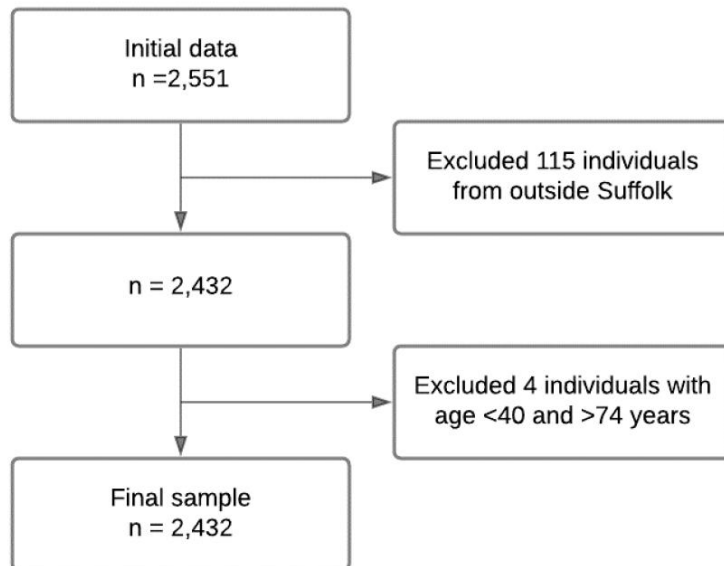 Initial data
n =2,551
Excluded 115 individuals
from outside Suffolk
n = 2,432
Excluded 4 individuals with
age <40 and >74 years
Final sample
n = 2,432